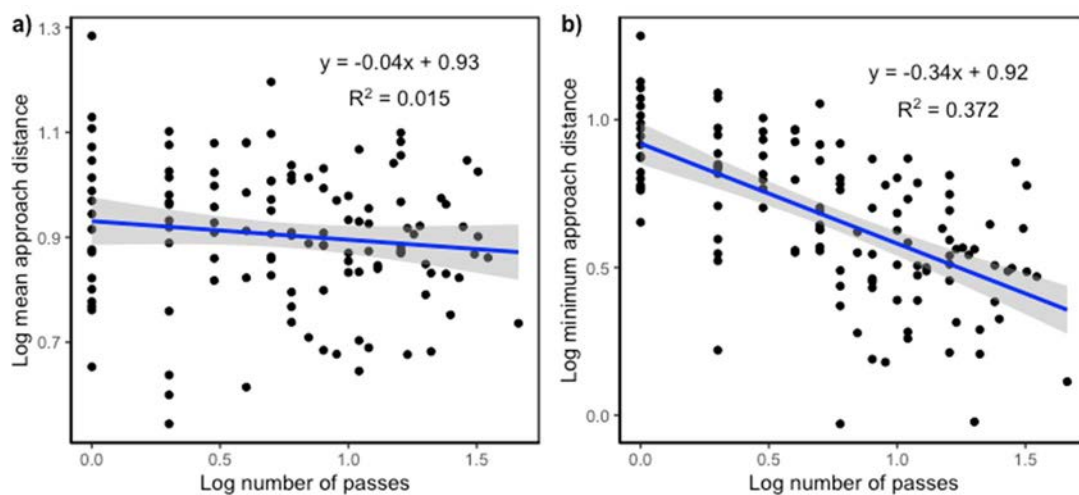 a)
y = -0.04x + 0.93
R² = 0.015
Log mean approach distance
1.3
1.1
0.9
0.7
0.0
0.5
1.0
1.5
Log number of passes
b)
y = -0.34x + 0.92
R² = 0.372
Log minimum approach distance
1.0
0.5
0.0
0.0
0.5
1.0
1.5
Log number of passes